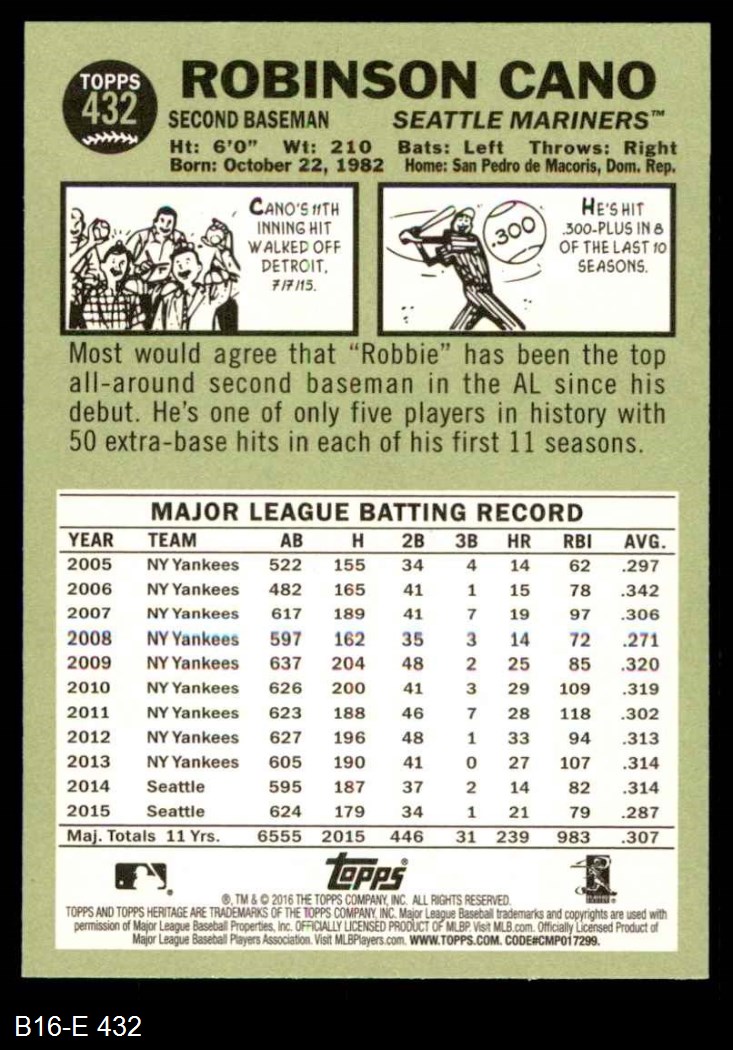 TOPPS
432
ROBINSON CANO
SECOND BASEMAN SEATTLE MARINERS™
Ht: 6'0" Wt: 210 Bats: Left Throws: Right
Born: October 22, 1982 Home: San Pedro de Macoris, Dom. Rep.
CANO'S 11TH
INNING HIT
WALKED OFF
DETROIT,
7/7/15.
.300
HE'S HIT
.300-PLUS IN 8
OF THE LAST 10
SEASONS.
Most would agree that "Robbie" has been the top
all-around second baseman in the AL since his
debut. He's one of only five players in history with
50 extra-base hits in each of his first 11 seasons.
MAJOR LEAGUE BATTING RECORD
YEAR TEAM AB H 2B 3B HR RBI AVG.
2005 NY Yankees 522 155 34 4 14 62 .297
2006 NY Yankees 482 165 41 1 15 78 .342
2007 NY Yankees 617 189 41 7 19 97 .306
2008 NY Yankees 597 162 35 3 14 72 .271
2009 NY Yankees 637 204 48 2 25 85 .320
2010 NY Yankees 626 200 41 3 29 109 .319
2011 NY Yankees 623 188 46 7 28 118 .302
2012 NY Yankees 627 196 48 1 33 94 .313
2013 NY Yankees 605 190 41 0 27 107 .314
2014 Seattle 595 187 37 2 14 82 .314
2015 Seattle 624 179 34 1 21 79 .287
Maj. Totals 11 Yrs. 6555 2015 446 31 239 983 .307
topps®
®, TM & © 2016 THE TOPPS COMPANY, INC. ALL RIGHTS RESERVED.
TOPPS AND TOPPS HERITAGE ARE TRADEMARKS OF THE TOPPS COMPANY, INC. Major League Baseball trademarks and copyrights are used with
permission of Major League Baseball Properties, Inc. OFFICIALLY LICENSED PRODUCT OF MLBP. Visit MLB.com. Officially Licensed Product of
Major League Baseball Players Association. Visit MLBPlayers.com. WWW.TOPPS.COM. CODE#CMP017299.
B16-E 432